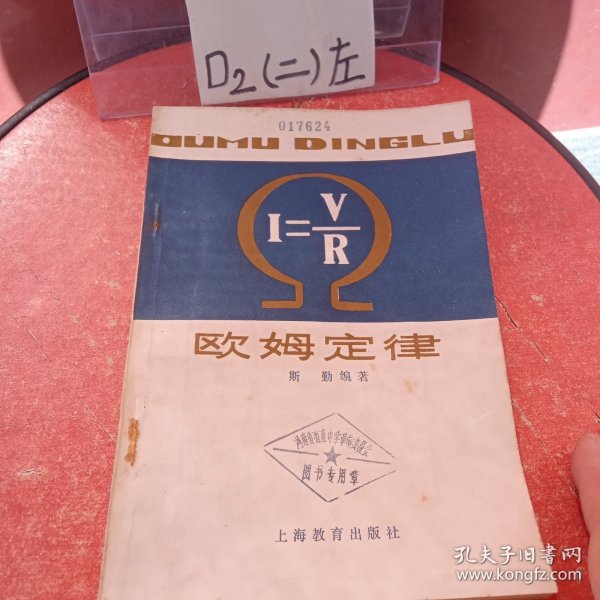 D2(二)左
017624
OUMU DINGLU
I=V/R
欧姆定律
斯 勤编著
图书专用章
上海教育出版社
孔夫子旧书网
www.kongfz.com